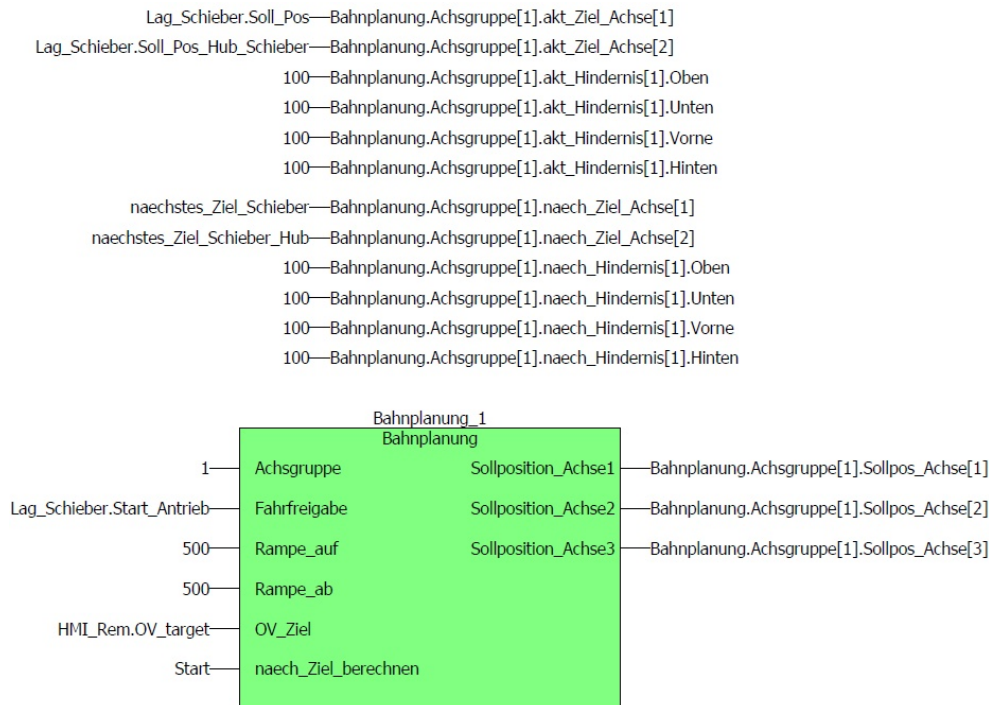 Lag_Schieber.Soll_Pos Bahnplanung.Achsgruppe[1].akt_Ziel_Achse[1]
Lag_Schieber.Soll_Pos_Hub_Schieber Bahnplanung.Achsgruppe[1].akt_Ziel_Achse[2]
100 Bahnplanung.Achsgruppe[1].akt_Hindernis[1].Oben
100 Bahnplanung.Achsgruppe[1].akt_Hindernis[1].Unten
100 Bahnplanung.Achsgruppe[1].akt_Hindernis[1].Vorne
100 Bahnplanung.Achsgruppe[1].akt_Hindernis[1].Hinten
naechstes_Ziel_Schieber Bahnplanung.Achsgruppe[1].naech_Ziel_Achse[1]
naechstes_Ziel_Schieber_Hub Bahnplanung.Achsgruppe[1].naech_Ziel_Achse[2]
100 Bahnplanung.Achsgruppe[1].naech_Hindernis[1].Oben
100 Bahnplanung.Achsgruppe[1].naech_Hindernis[1].Unten
100 Bahnplanung.Achsgruppe[1].naech_Hindernis[1].Vorne
100 Bahnplanung.Achsgruppe[1].naech_Hindernis[1].Hinten
Bahnplanung_1
Bahnplanung
1 Achsgruppe Sollposition_Achse1 Bahnplanung.Achsgruppe[1].Sollpos_Achse[1]
Lag_Schieber.Start_Antrieb Fahrfreigabe Sollposition_Achse2 Bahnplanung.Achsgruppe[1].Sollpos_Achse[2]
500 Rampe_auf Sollposition_Achse3 Bahnplanung.Achsgruppe[1].Sollpos_Achse[3]
500 Rampe_ab
HMI_Rem.OV_target OV_Ziel
Start naech_Ziel_berechnen